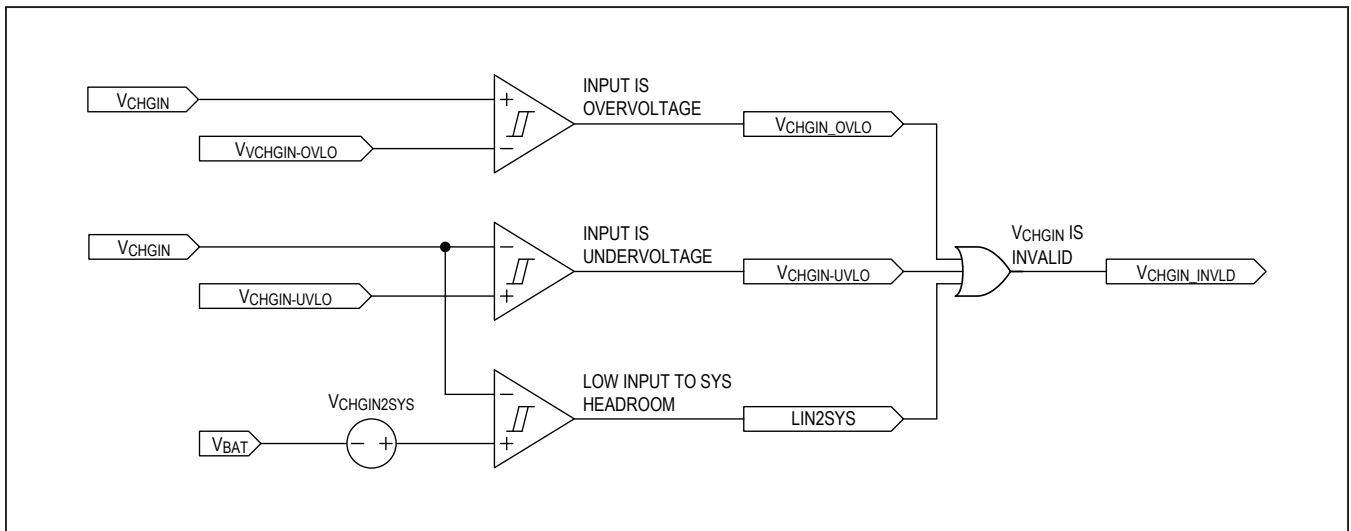 VCHGIN
VVCHGIN-OVLO
+
−
INPUT IS
OVERVOLTAGE
VCHGIN_OVLO
VCHGIN
VCHGIN-UVLO
−
+
INPUT IS
UNDERVOLTAGE
VCHGIN-UVLO
VCHGIN IS
INVALID
VCHGIN_INVLD
VCHGIN2SYS
VBAT
− +
−
+
LOW INPUT TO SYS
HEADROOM
LIN2SYS